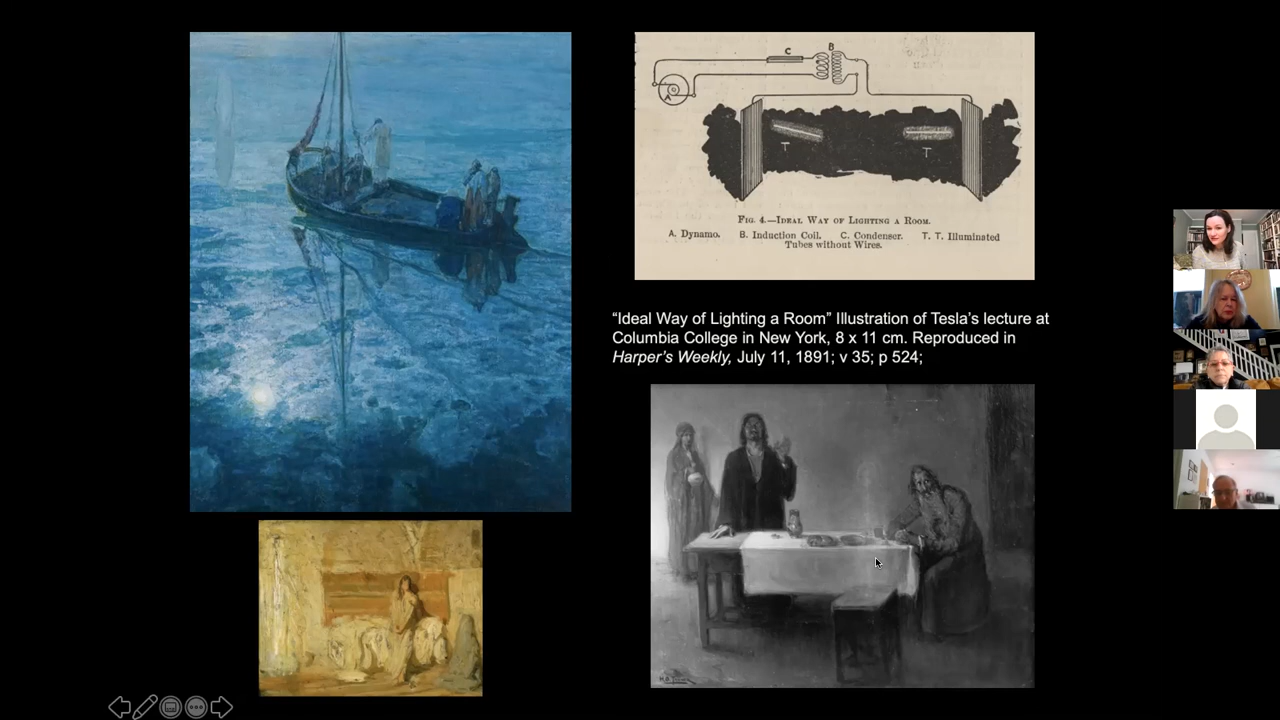 C
B
A
T
T
Fig. 4.—Ideal Way of Lighting a Room.
A. Dynamo. B. Induction Coil. C. Condenser. T. T. Illuminated
Tubes without Wires.
“Ideal Way of Lighting a Room” Illustration of Tesla’s lecture at
Columbia College in New York, 8 x 11 cm. Reproduced in
Harper’s Weekly, July 11, 1891; v 35; p 524;